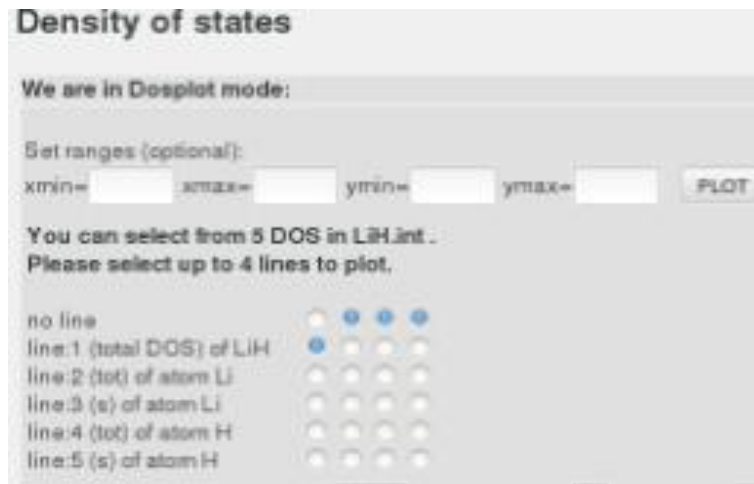 Density of states
We are in Dosplot mode:
Set ranges (optional):
xmin= xmax= ymin= ymax= PLOT
You can select from 5 DOS in LiH.int .
Please select up to 4 lines to plot.
no line
line:1 (total DOS) of LiH
line:2 (tot) of atom Li
line:3 (s) of atom Li
line:4 (tot) of atom H
line:5 (s) of atom H